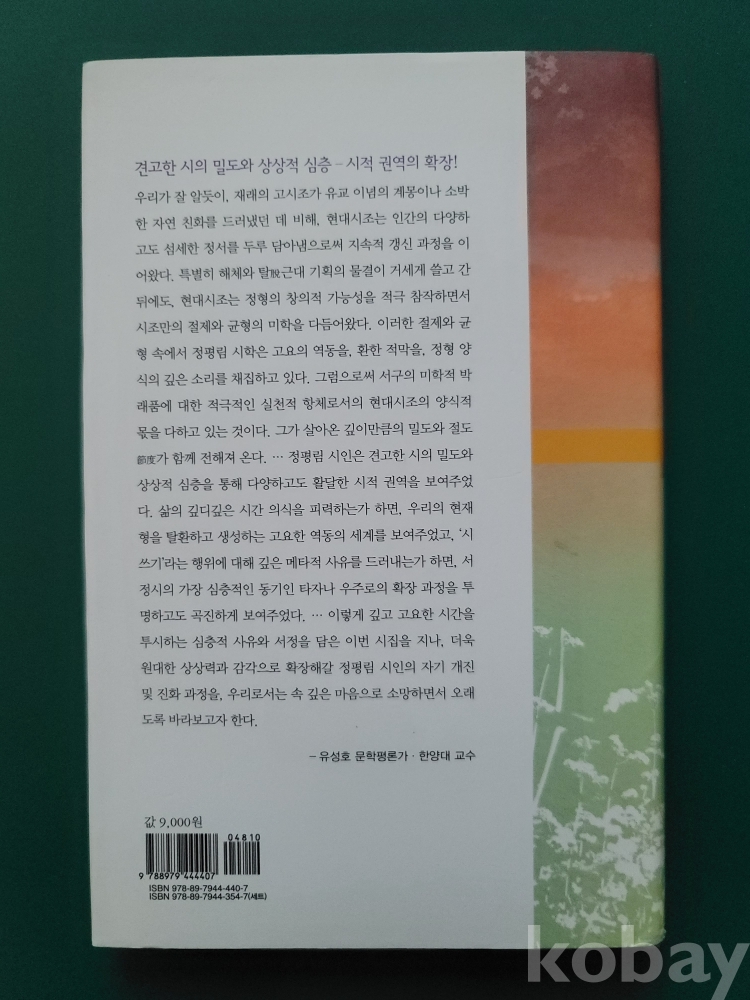 견고한 시의 밀도와 상상적 심층 – 시적 권역의 확장!
우리가 잘 알듯이, 재래의 고시조가 유교 이념의 계몽이나 소박
한 자연 친화를 드러냈던 데 비해, 현대시조는 인간의 다양하
고도 섬세한 정서를 두루 담아냄으로써 지속적 갱신 과정을 이
어왔다. 특별히 해체와 탈脫근대 기획의 물결이 거세게 쓸고 간
뒤에도, 현대시조는 정형의 창의적 가능성을 적극 참작하면서
시조만의 절제와 균형의 미학을 다듬어왔다. 이러한 절제와 균
형 속에서 정평림 시학은 고요의 역동을, 환한 적막을, 정형 양
식의 깊은 소리를 채집하고 있다. 그럼으로써 서구의 미학적 박
래품에 대한 적극적인 실천적 항체로서의 현대시조의 양식적
몫을 다하고 있는 것이다. 그가 살아온 깊이만큼의 밀도와 절도
節度가 함께 전해져 온다. … 정평림 시인은 견고한 시의 밀도와
상상적 심층을 통해 다양하고도 활달한 시적 권역을 보여주었
다. 삶의 깊디깊은 시간 의식을 피력하는가 하면, 우리의 현재
형을 탈환하고 생성하는 고요한 역동의 세계를 보여주었고, ‘시
쓰기’라는 행위에 대해 깊은 메타적 사유를 드러내는가 하면, 서
정시의 가장 심층적인 동기인 타자나 우주로의 확장 과정을 투
명하고도 곡진하게 보여주었다. … 이렇게 깊고 고요한 시간을
투시하는 심층적 사유와 서정을 담은 이번 시집을 지나, 더욱
원대한 상상력과 감각으로 확장해갈 정평림 시인의 자기 개진
및 진화 과정을, 우리로서는 속 깊은 마음으로 소망하면서 오래
도록 바라보고자 한다.
– 유성호 문학평론가 · 한양대 교수
값 9,000원
04810
9 788979 444407
ISBN 978-89-7944-440-7
ISBN 978-89-7944-354-7(세트)
kobay